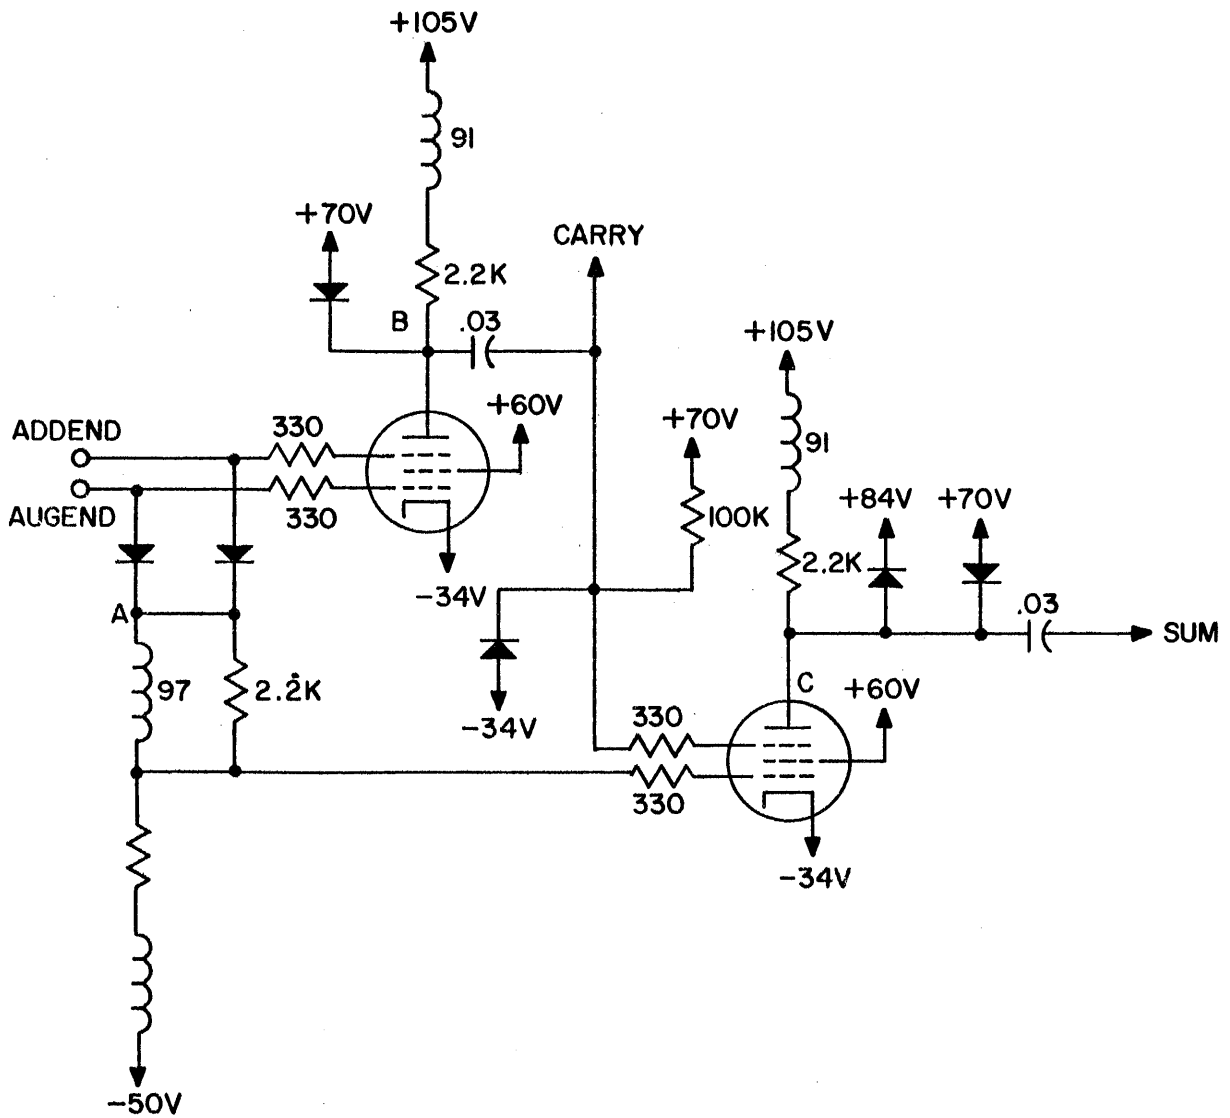 +105V
91
+70V
CARRY
2.2K
B
.03
+105V
+60V
+70V
ADDEND
330
91
AUGEND
330
+84V
+70V
100K
2.2K
-34V
A
.03
SUM
97
2.2K
C
+60V
-34V
330
330
-34V
-50V